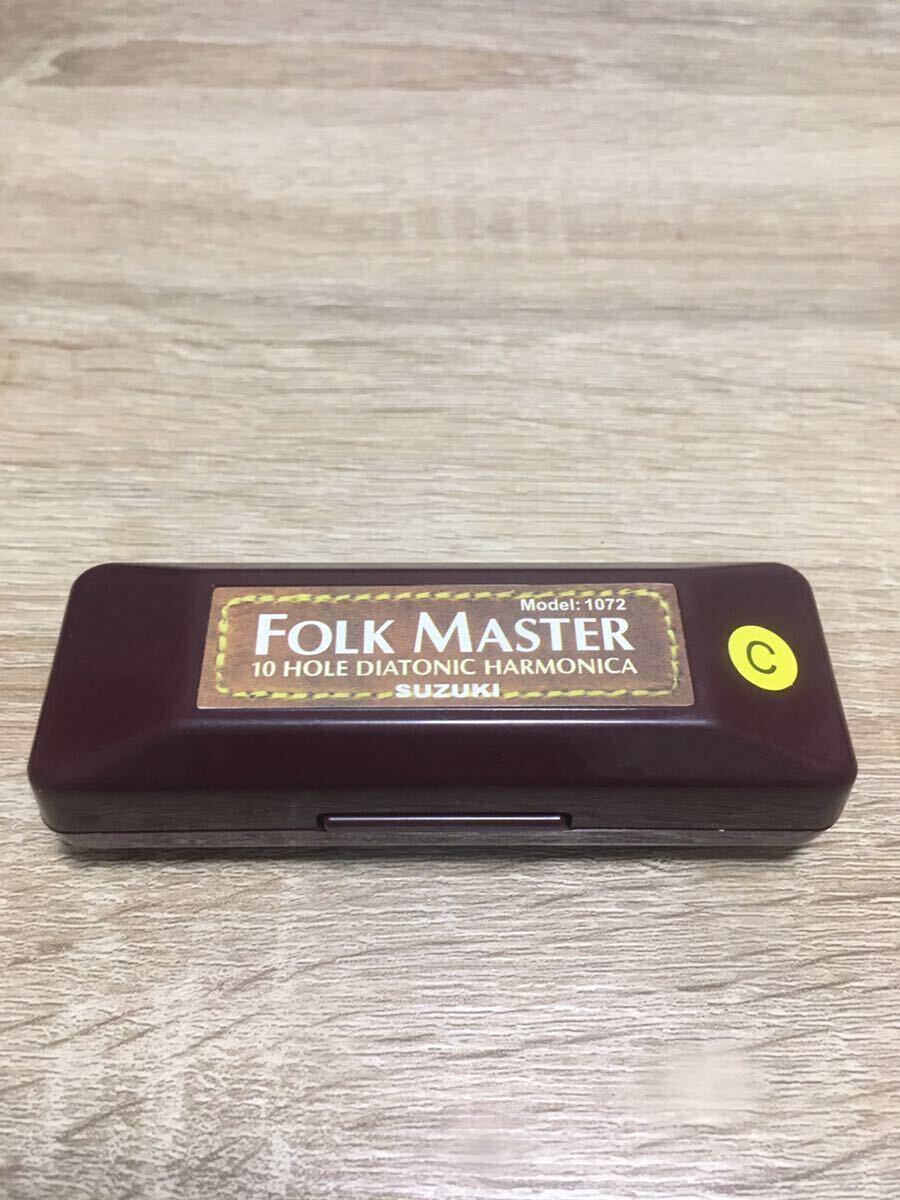 Model: 1072
FOLK MASTER
10 HOLE DIATONIC HARMONICA
SUZUKI
C